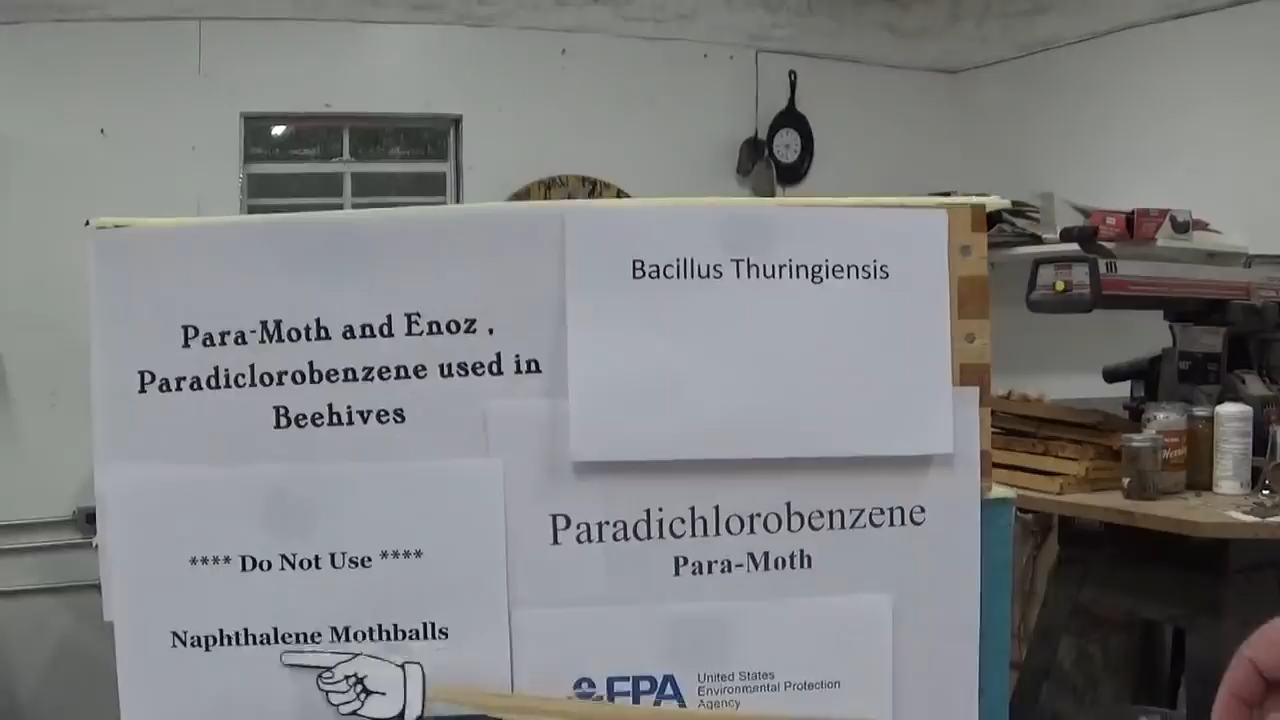 Para-Moth and Enoz .
Paradiclorobenzene used in
Beehives
Bacillus Thuringiensis
**** Do Not Use ****
Naphthalene Mothballs
Paradichlorobenzene
Para-Moth
EPA
United States
Environmental Protection
Agency